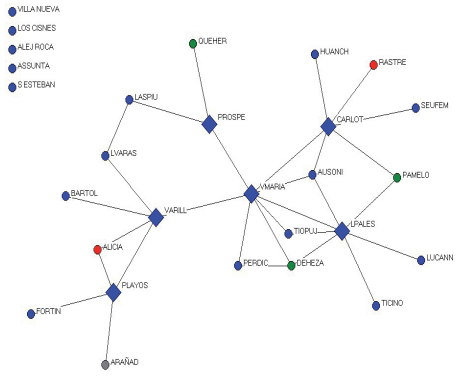 VILLA NUEVA
LOS CISNES
ALEJ ROCA
ASSUNTA
S ESTEBAN
QUEHER
HUANCH
RASTRE
LASPIU
SEUFEM
PROSPE
CARLOT
LVARAS
AUSONI
PAMELO
BARTOL
VMARIA
VARILL
LPALES
TIOPUJ
ALICIA
PERDIC
DEHEZA
LUCANN
PLAYOS
TICINO
FORTIN
ARAÑAD